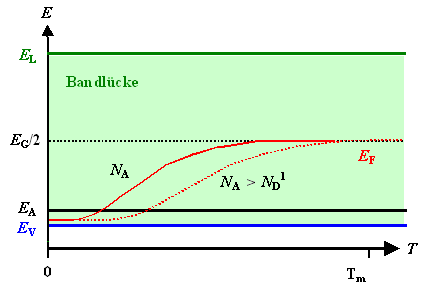 E
E_L
Bandlücke
E_G/2
E_F
N_A
N_A > N_D^1
E_A
E_V
T
0
T_m